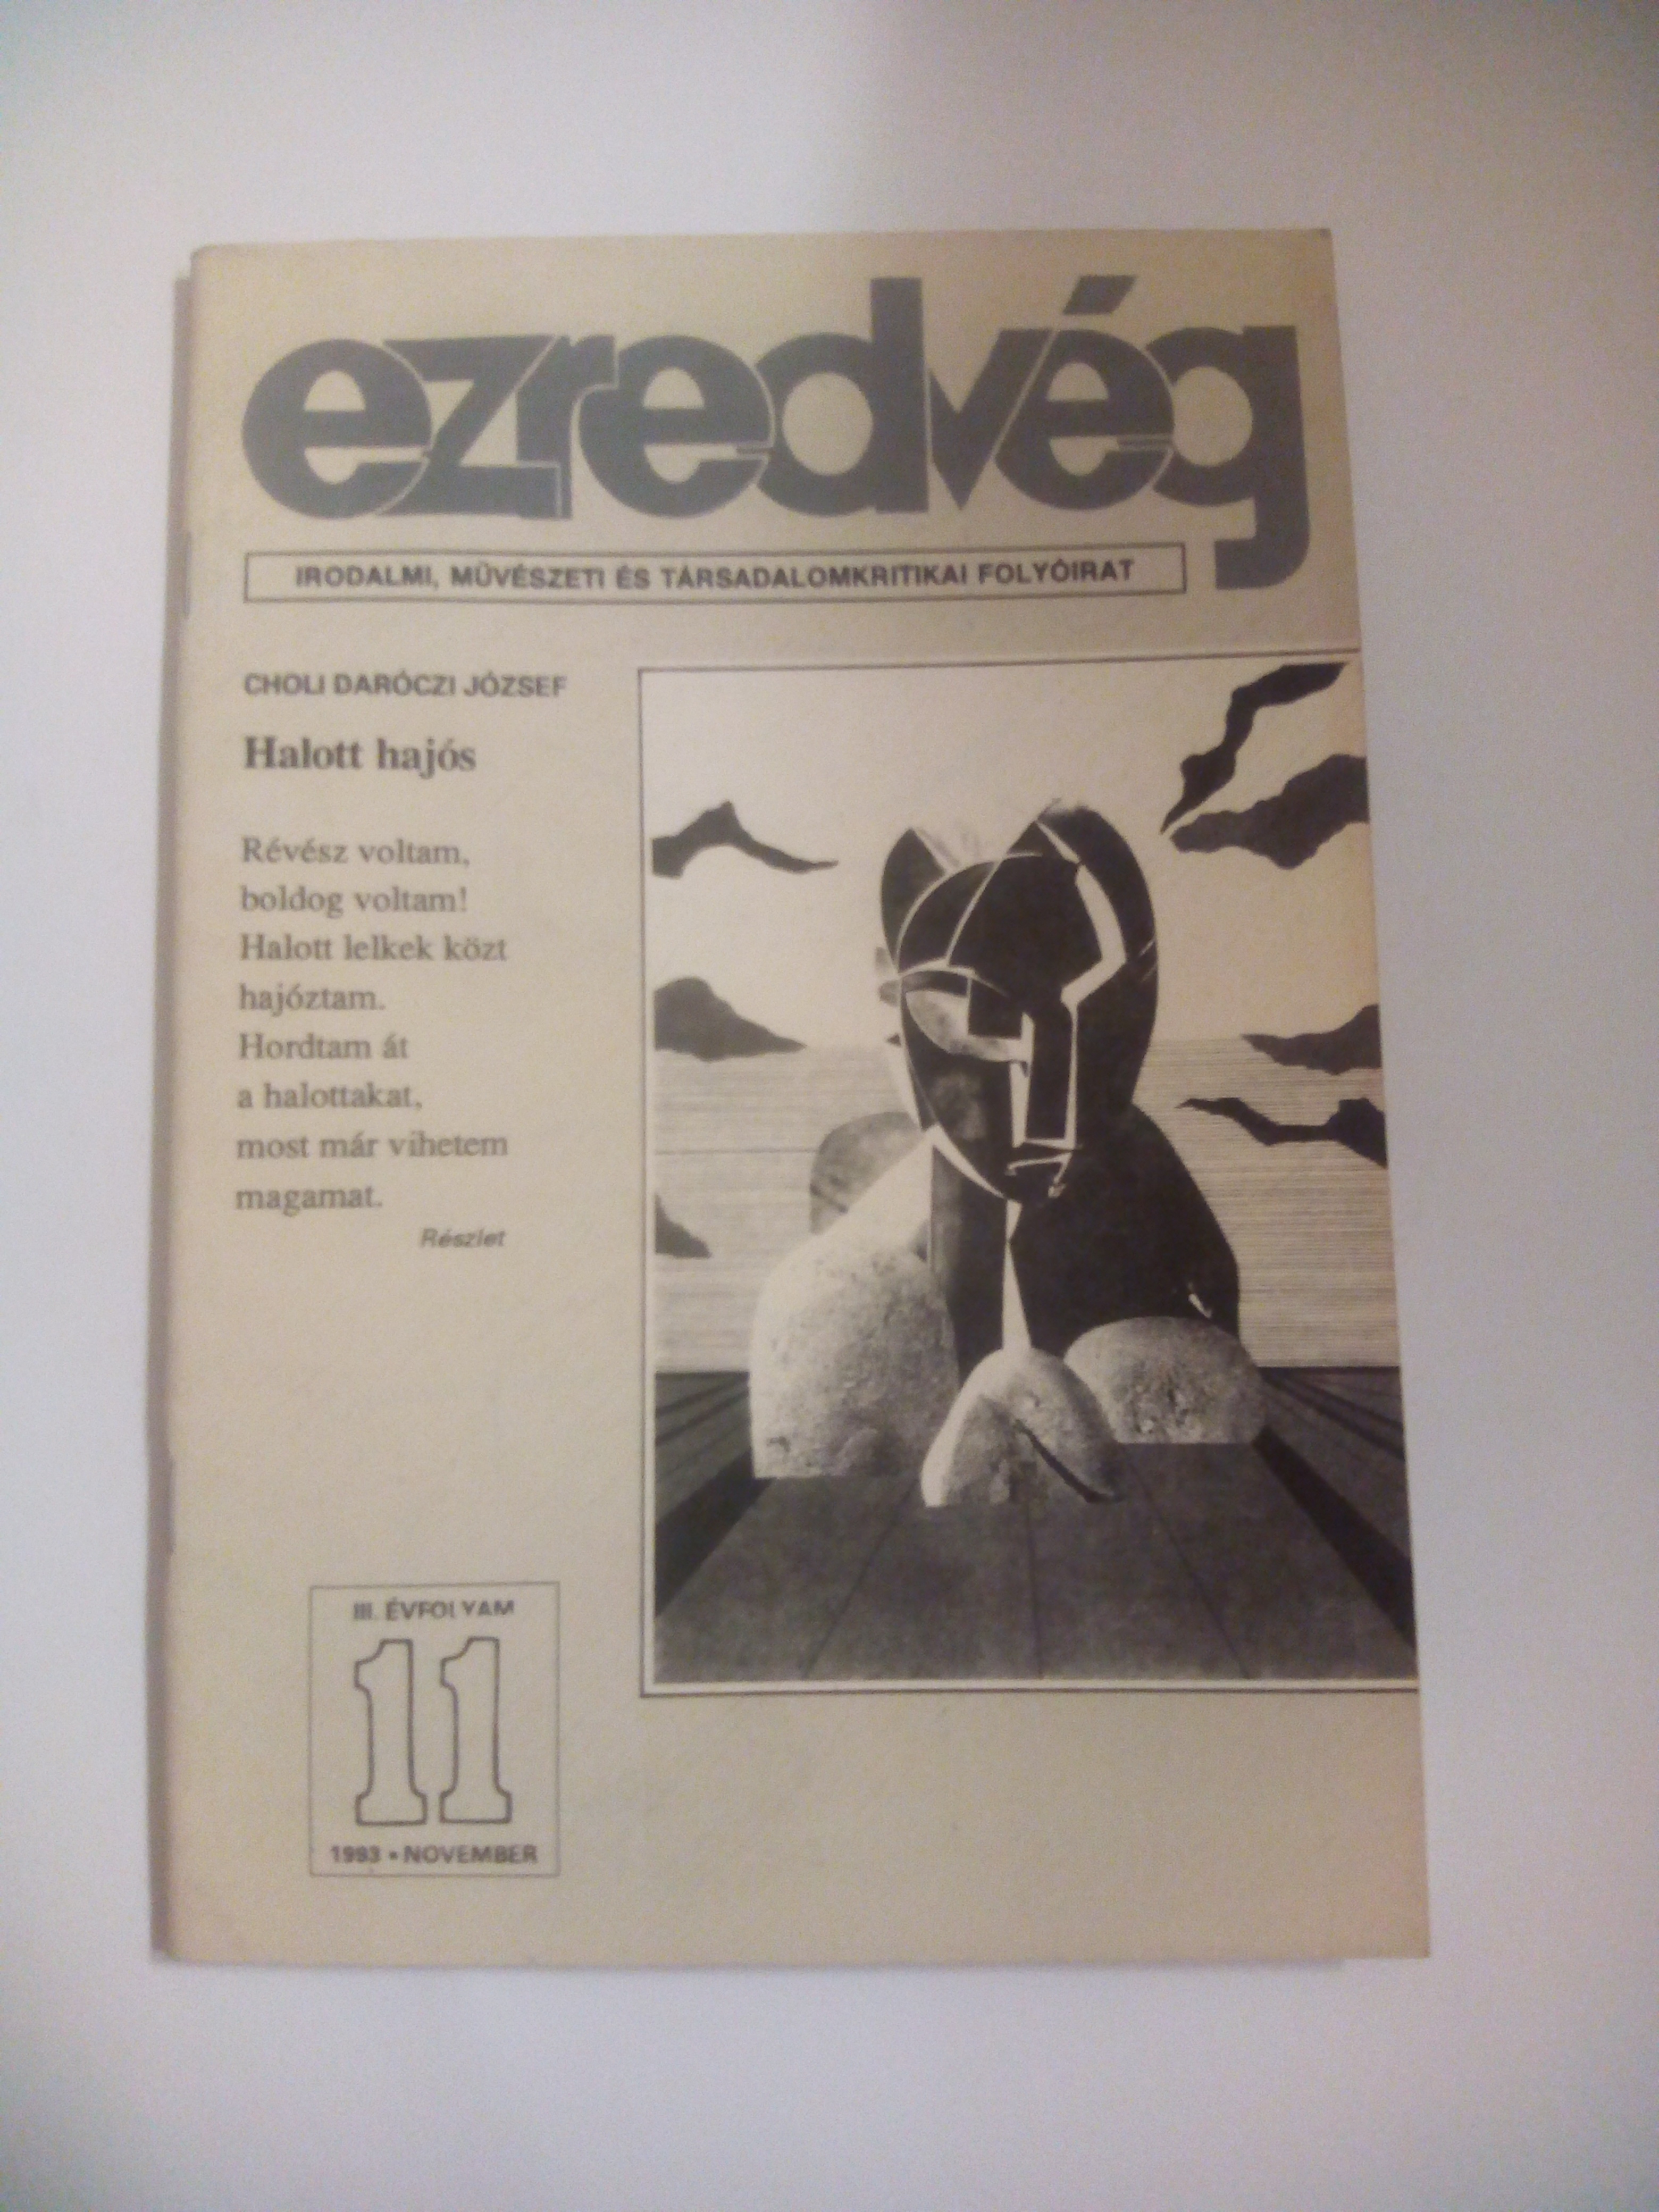 ezredvég
IRODALMI, MŰVÉSZETI ÉS TÁRSADALOMKRITIKAI FOLYÓIRAT
CHOLI DARÓCZI JÓZSEF
Halott hajós
Révész voltam,
boldog voltam!
Halott lelkek közt
hajóztam.
Hordtam át
a halottakat,
most már vihetem
magamat.
Részlet
III. ÉVFOLYAM
11
1993 • NOVEMBER